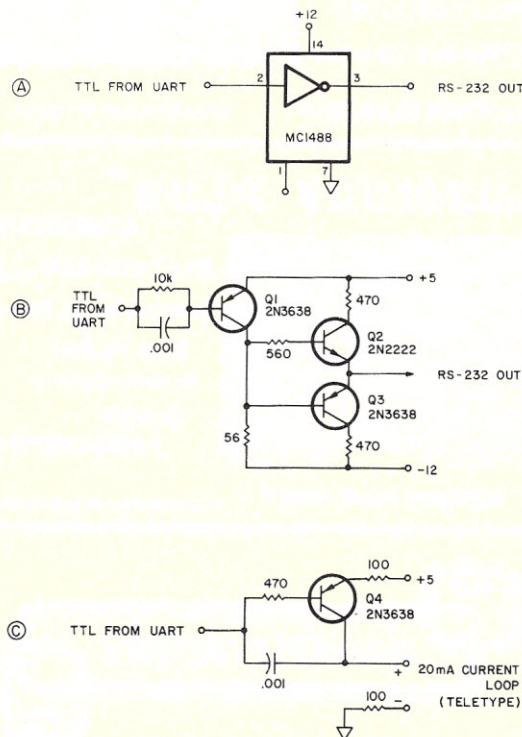 +12
14
Ⓐ TTL FROM UART
2
3
RS-232 OUT
MC1488
1
7
10k
+5
Ⓑ
TTL
FROM
UART
.001
Q1
2N3638
470
560
Q2
2N2222
RS-232 OUT
Q3
2N3638
56
470
-12
100
+5
470
Q4
2N3638
Ⓒ TTL FROM UART
.001
+
20mA CURRENT
LOOP
(TELETYPE)
100
-